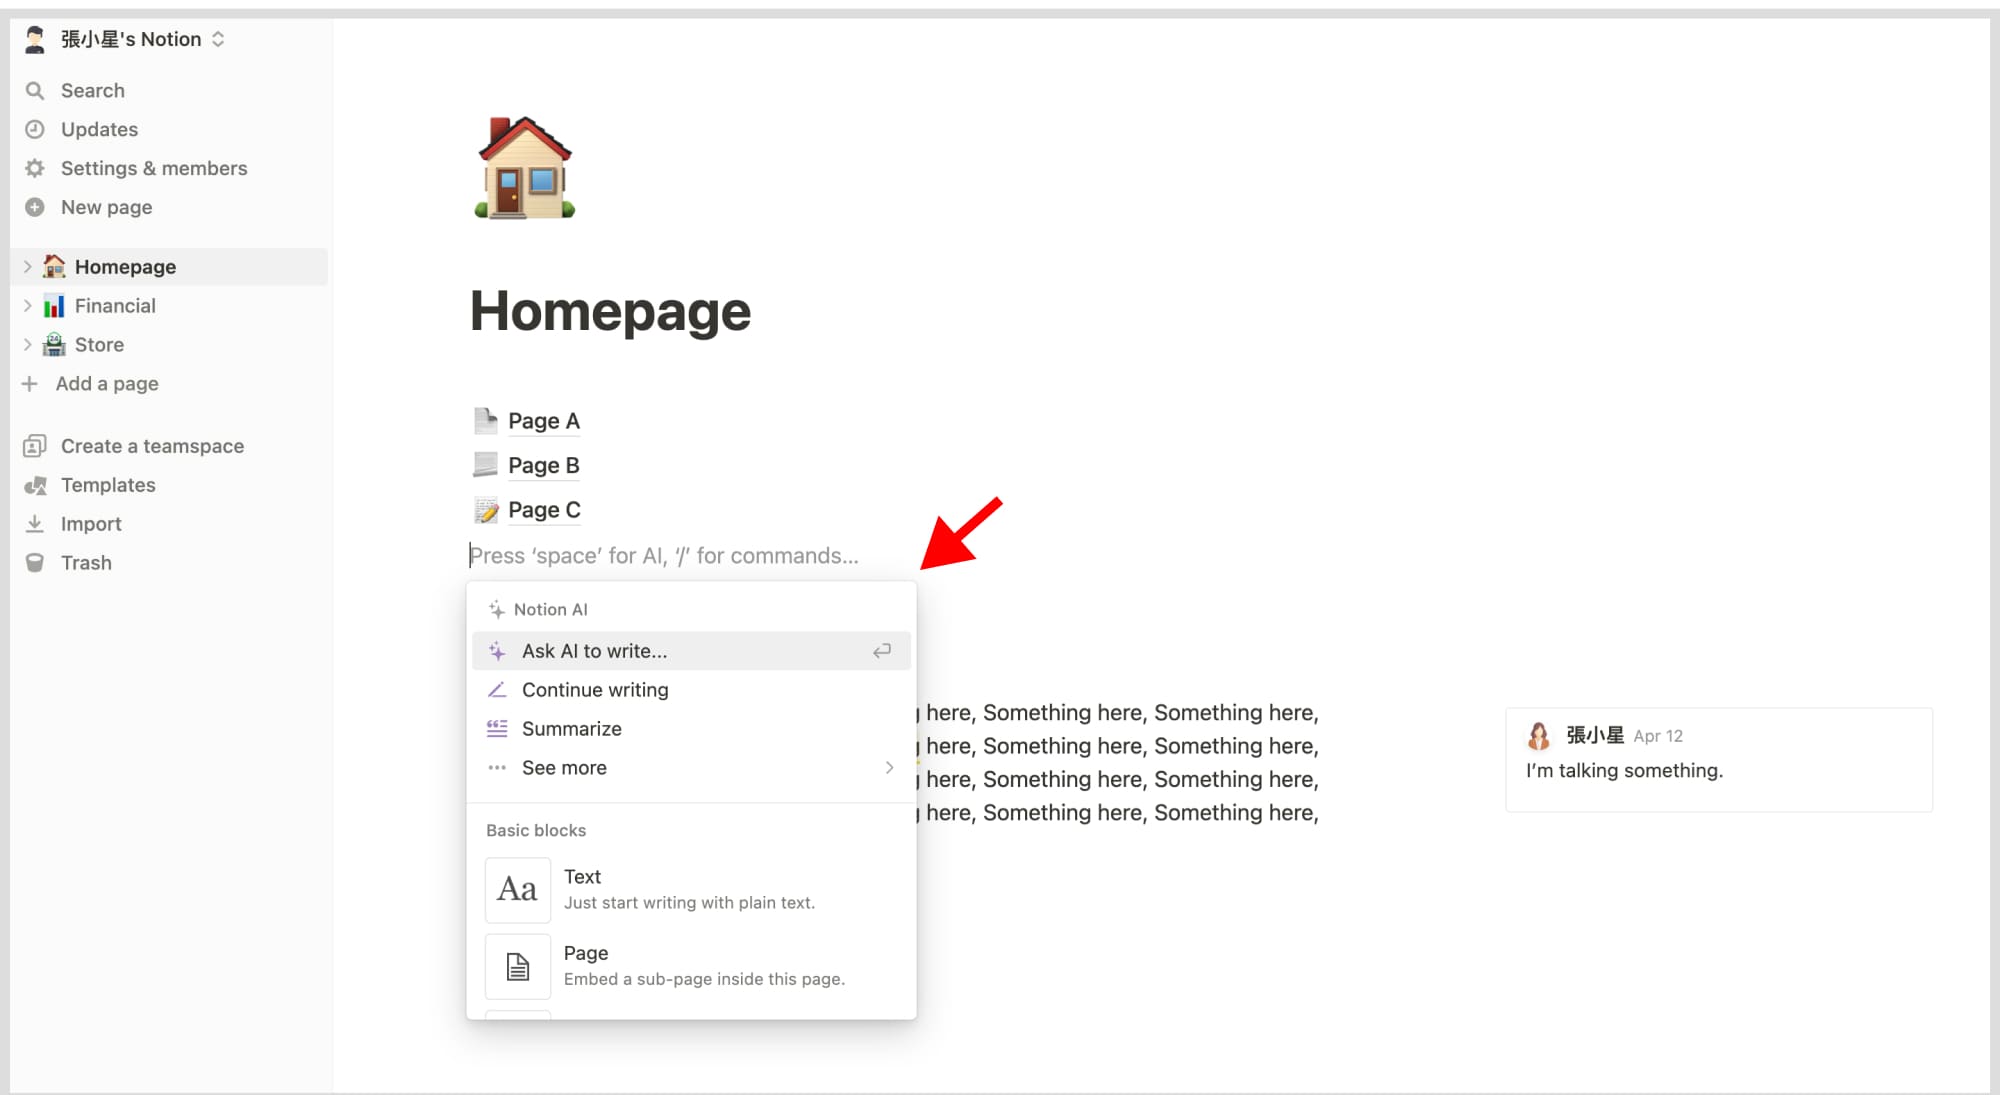 張小星's Notion
Search
Updates
Settings & members
New page
Homepage
Financial
Store
Add a page
Create a teamspace
Templates
Import
Trash
Homepage
Page A
Page B
Page C
Press ‘space’ for AI, ‘/’ for commands...
Notion AI
Ask AI to write...
Continue writing
Summarize
See more
Basic blocks
Aa
Text
Just start writing with plain text.
Page
Embed a sub-page inside this page.
here, Something here, Something here,
here, Something here, Something here,
here, Something here, Something here,
here, Something here, Something here,
張小星 Apr 12
I’m talking something.